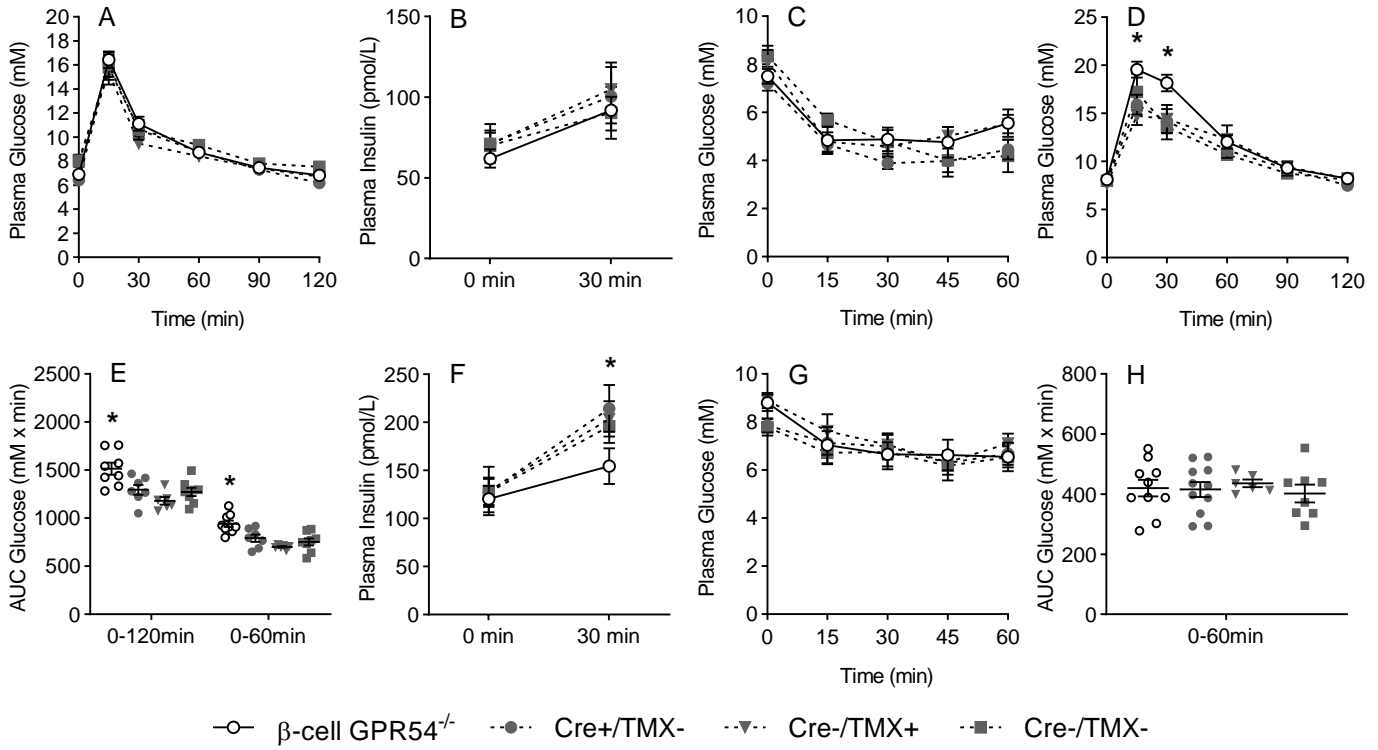 A
Plasma Glucose (mM)
20
18
16
14
12
10
8
6
4
2
0
0 30 60 90 120
Time (min)
B
Plasma Insulin (pmol/L)
150
100
50
0
0 min 30 min
C
Plasma Glucose (mM)
10
8
6
4
2
0
0 15 30 45 60
Time (min)
D
* *
Plasma Glucose (mM)
25
20
15
10
5
0
0 30 60 90 120
Time (min)
E
* *
AUC Glucose (mM x min)
2500
2000
1500
1000
500
0
0-120min 0-60min
F
*
Plasma Insulin (pmol/L)
250
200
150
100
50
0
0 min 30 min
G
Plasma Glucose (mM)
10
8
6
4
2
0
0 15 30 45 60
Time (min)
H
AUC Glucose (mM x min)
800
600
400
200
0
0-60min
β-cell GPR54-/- Cre+/TMX- Cre-/TMX+ Cre-/TMX-